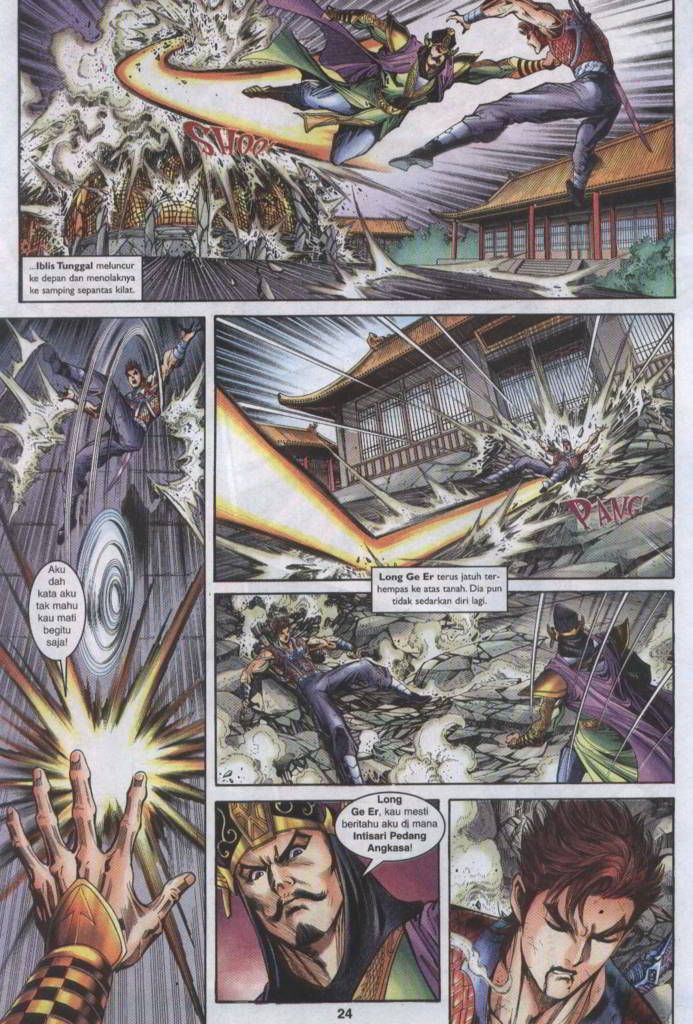 SHOO
...Iblis Tunggal meluncur
ke depan dan menolaknya
ke samping sepantas kilat.
Aku
dah
kata aku
tak mahu
kau mati
begitu
saja!
PANG!
Long Ge Er terus jatuh ter-
hempas ke atas tanah. Dia pun
tidak sedarkan diri lagi.
Long
Ge Er, kau mesti
beritahu aku di mana
Intisari Pedang
Angkasa!
24